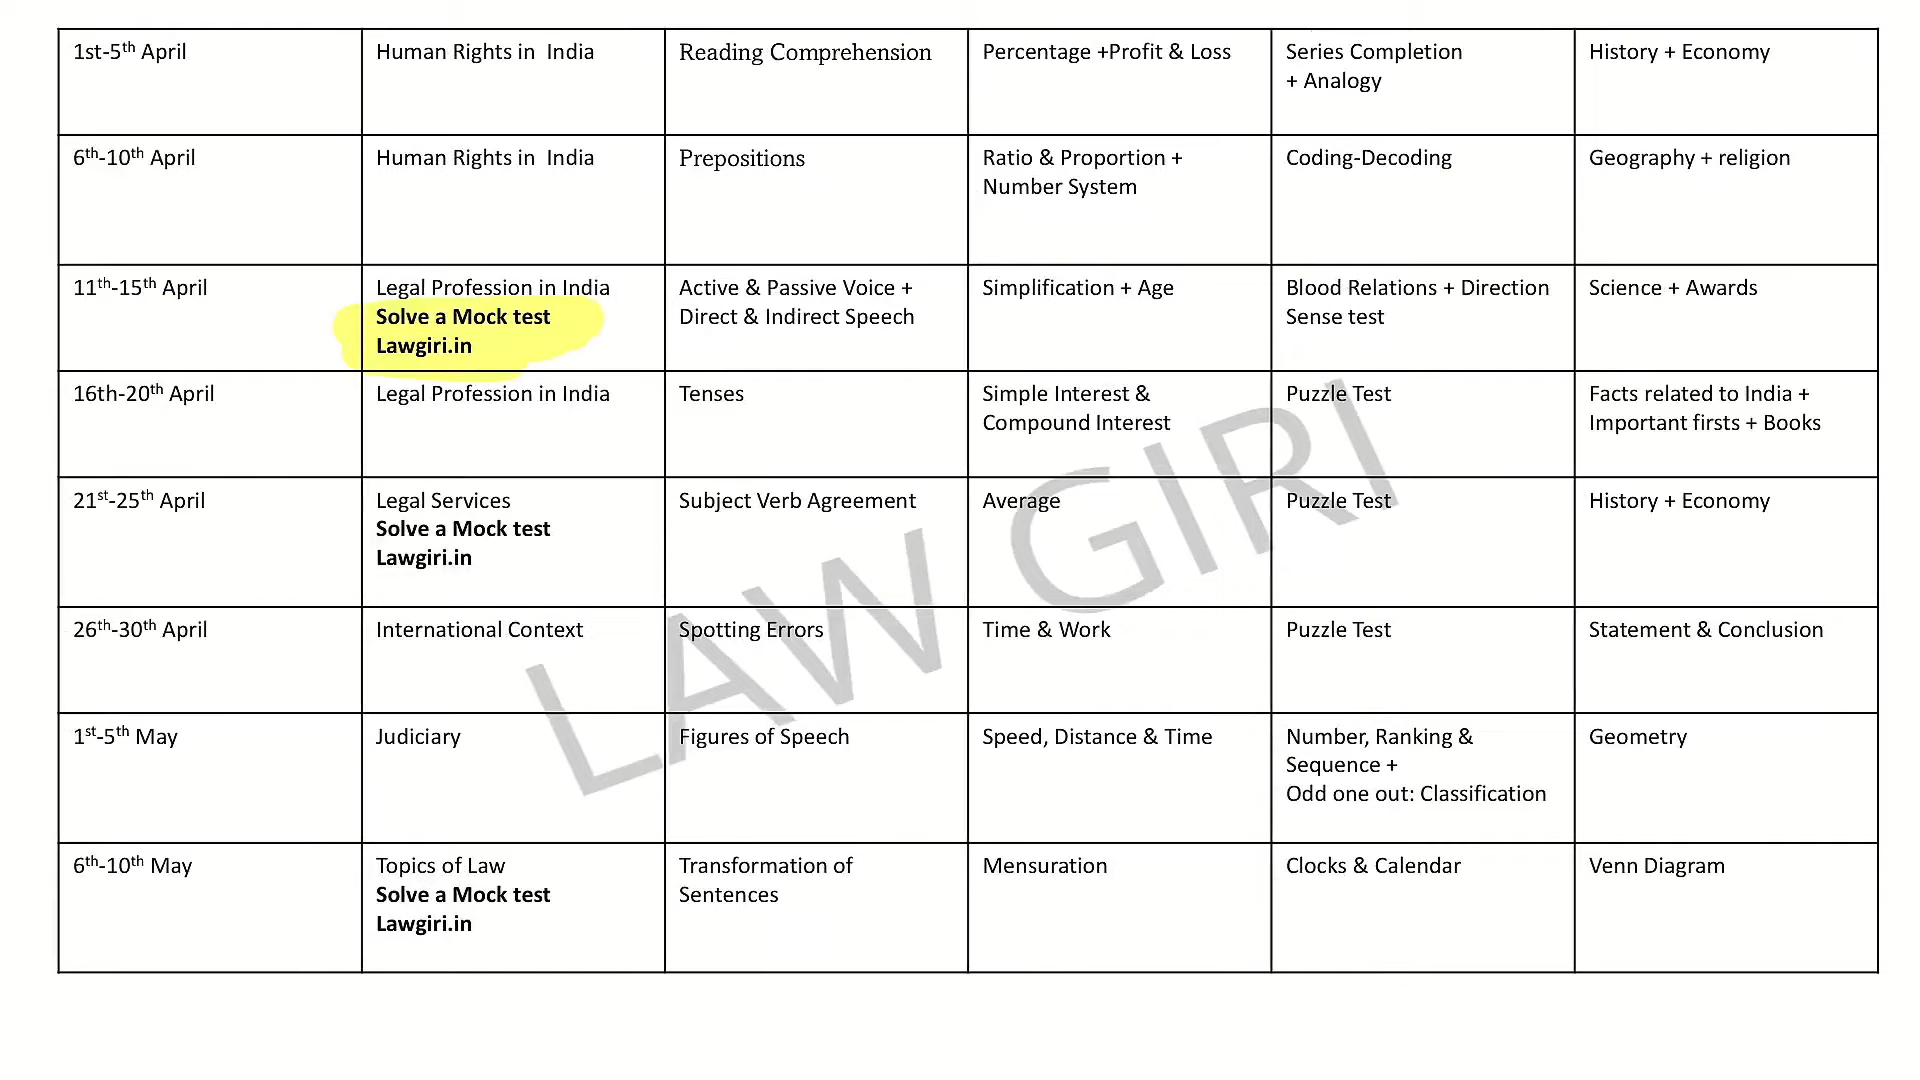 1st-5th April
Human Rights in  India
Reading Comprehension
Percentage +Profit & Loss
Series Completion
+ Analogy
History + Economy
6th-10th April
Human Rights in  India
Prepositions
Ratio & Proportion +
Number System
Coding-Decoding
Geography + religion
11th-15th April
Legal Profession in India
Solve a Mock test
Lawgiri.in
Active & Passive Voice +
Direct & Indirect Speech
Simplification + Age
Blood Relations + Direction
Sense test
Science + Awards
16th-20th April
Legal Profession in India
Tenses
Simple Interest &
Compound Interest
Puzzle Test
Facts related to India +
Important firsts + Books
21st-25th April
Legal Services
Solve a Mock test
Lawgiri.in
Subject Verb Agreement
Average
Puzzle Test
History + Economy
26th-30th April
International Context
Spotting Errors
Time & Work
Puzzle Test
Statement & Conclusion
1st-5th May
Judiciary
Figures of Speech
Speed, Distance & Time
Number, Ranking &
Sequence +
Odd one out: Classification
Geometry
6th-10th May
Topics of Law
Solve a Mock test
Lawgiri.in
Transformation of
Sentences
Mensuration
Clocks & Calendar
Venn Diagram
LAW GIRI